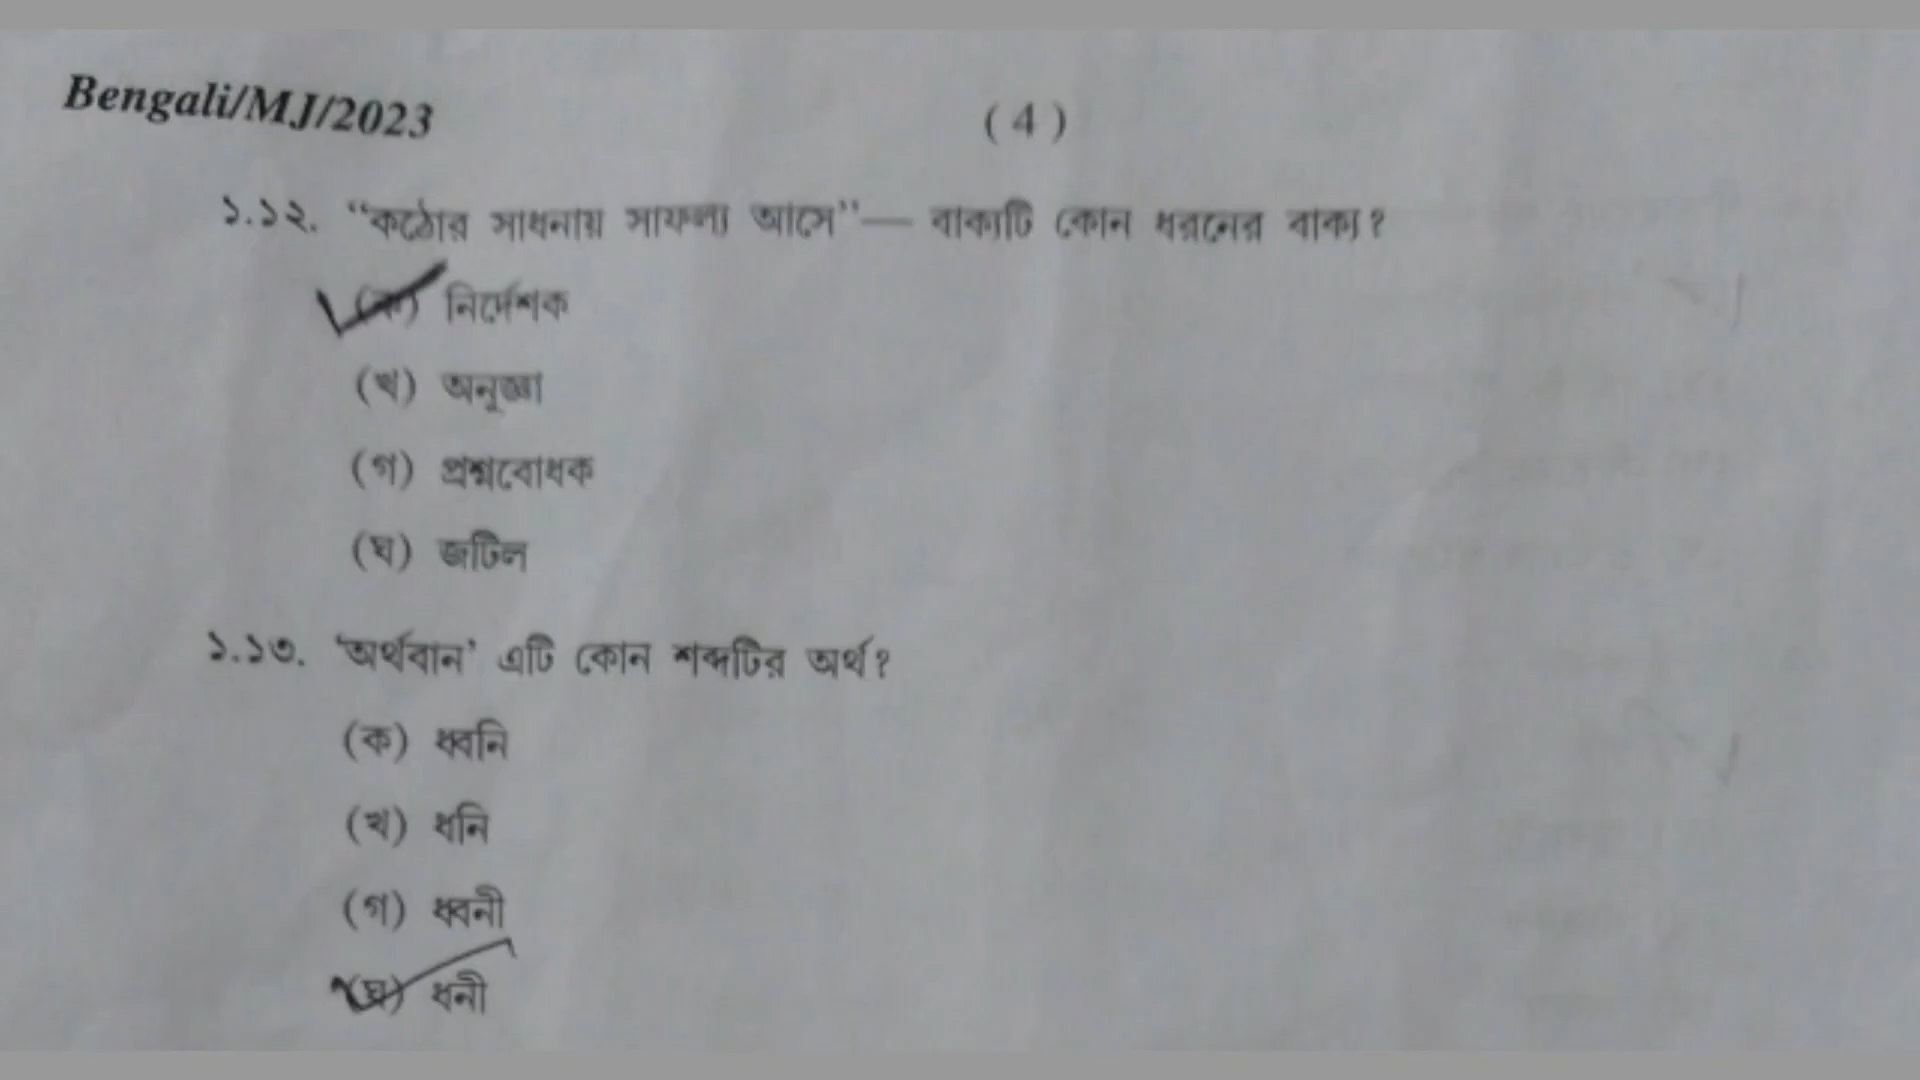 Bengali/MJ/2023
( 4 )
১.১২. “কঠোর সাধনায় সাফল্য আসে”— বাক্যটি কোন ধরনের বাক্য?
(ক) নির্দেশক
(খ) অনুজ্ঞা
(গ) প্রশ্নবোধক
(ঘ) জটিল
১.১৩. ‘অর্থবান’ এটি কোন শব্দটির অর্থ?
(ক) ধ্বনি
(খ) ধনি
(গ) ধ্বনী
(ঘ) ধনী